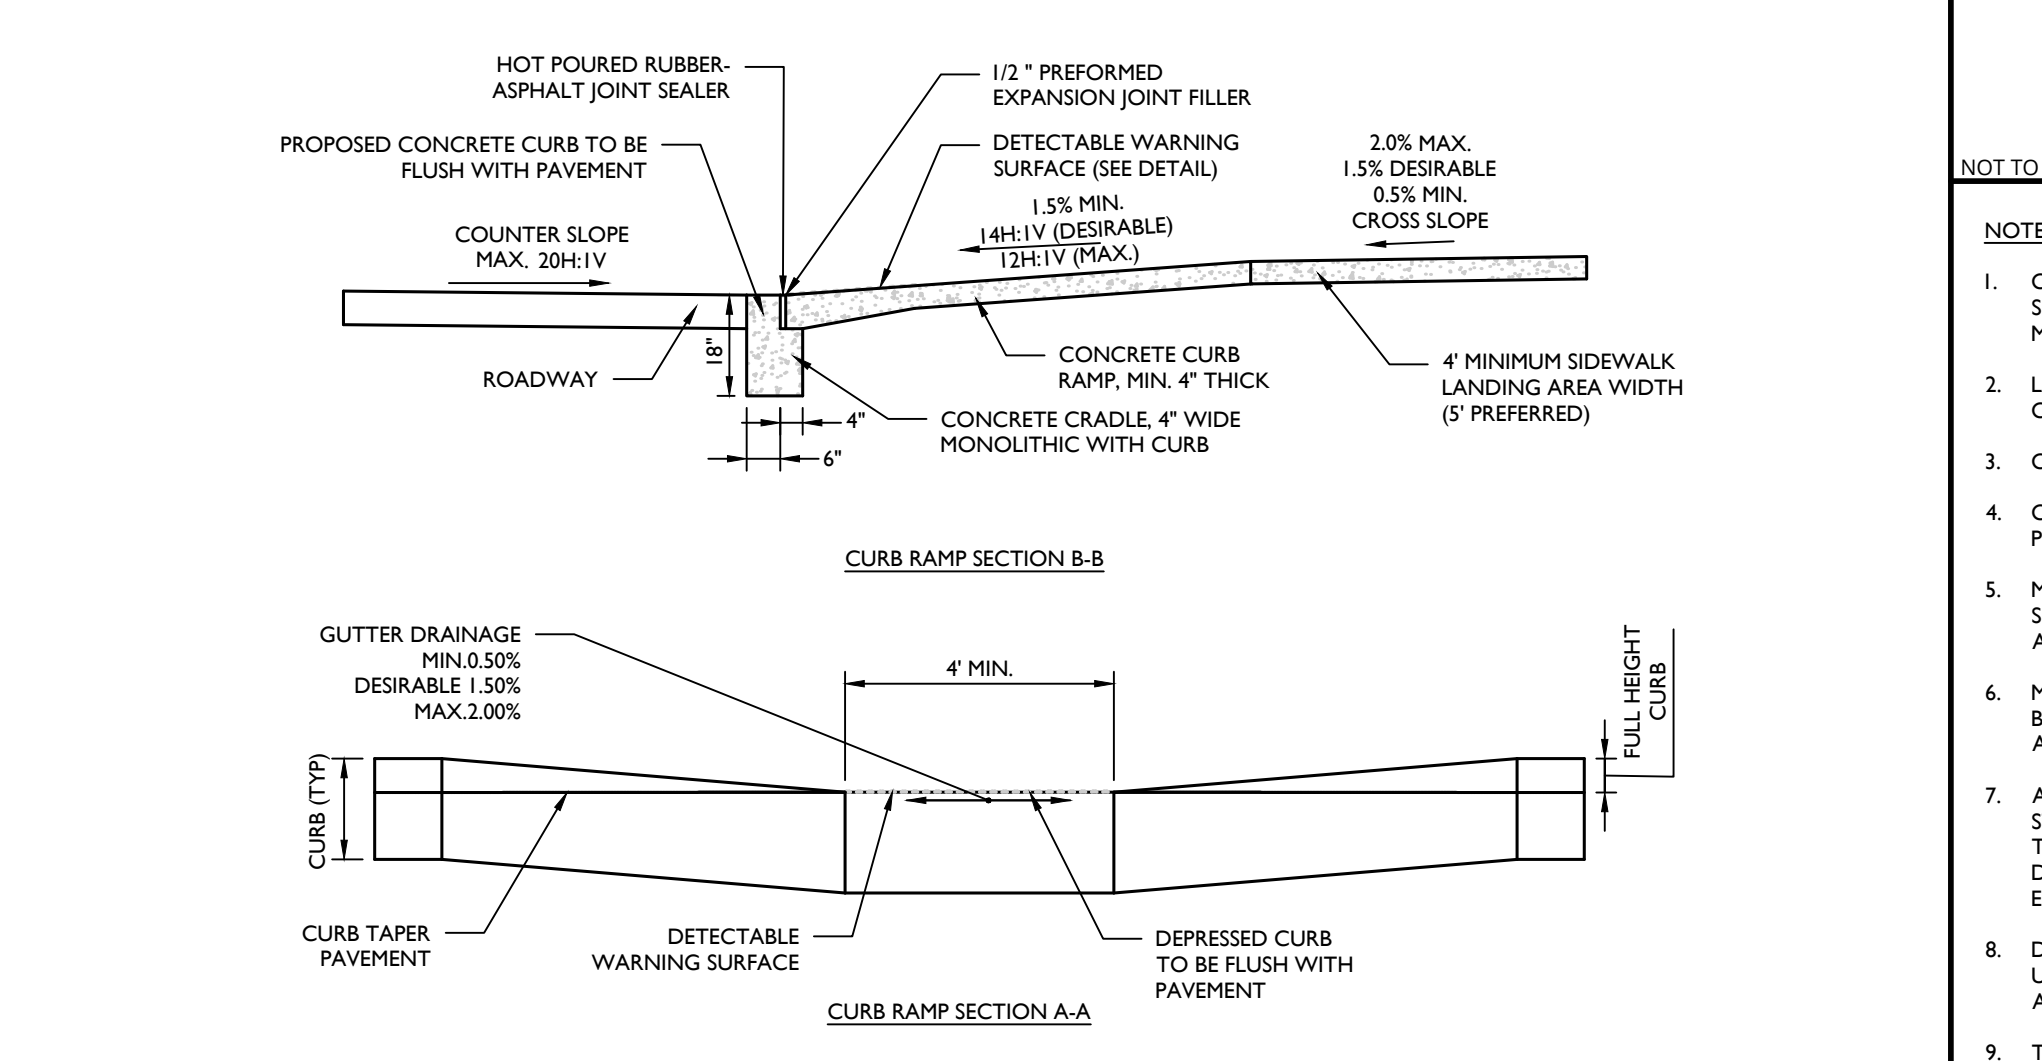 HOT POURED RUBBER-
ASPHALT JOINT SEALER
1/2 " PREFORMED
EXPANSION JOINT FILLER
PROPOSED CONCRETE CURB TO BE
FLUSH WITH PAVEMENT
DETECTABLE WARNING
SURFACE (SEE DETAIL)
2.0% MAX.
1.5% DESIRABLE
0.5% MIN.
CROSS SLOPE
1.5% MIN.
14H:1V (DESIRABLE)
12H:1V (MAX.)
COUNTER SLOPE
MAX. 20H:1V
18"
ROADWAY
CONCRETE CURB
RAMP, MIN. 4" THICK
4' MINIMUM SIDEWALK
LANDING AREA WIDTH
(5' PREFERRED)
4"
CONCRETE CRADLE, 4" WIDE
MONOLITHIC WITH CURB
6"
CURB RAMP SECTION B-B
GUTTER DRAINAGE
MIN.0.50%
DESIRABLE 1.50%
MAX.2.00%
4' MIN.
FULL HEIGHT
CURB
CURB (TYP)
CURB TAPER
PAVEMENT
DETECTABLE
WARNING SURFACE
DEPRESSED CURB
TO BE FLUSH WITH
PAVEMENT
CURB RAMP SECTION A-A
NOT TO
NOTE
1.
2.
3.
4.
5.
6.
7.
8.
9.